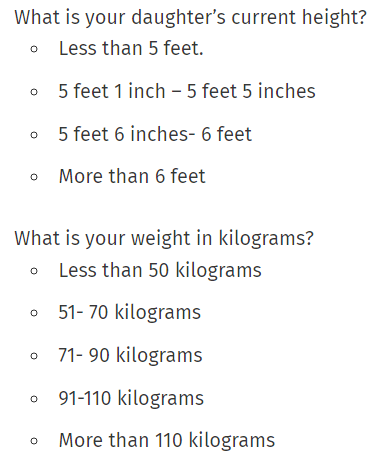 What is your daughter’s current height?
Less than 5 feet.
5 feet 1 inch – 5 feet 5 inches
5 feet 6 inches- 6 feet
More than 6 feet
What is your weight in kilograms?
Less than 50 kilograms
51- 70 kilograms
71- 90 kilograms
91-110 kilograms
More than 110 kilograms